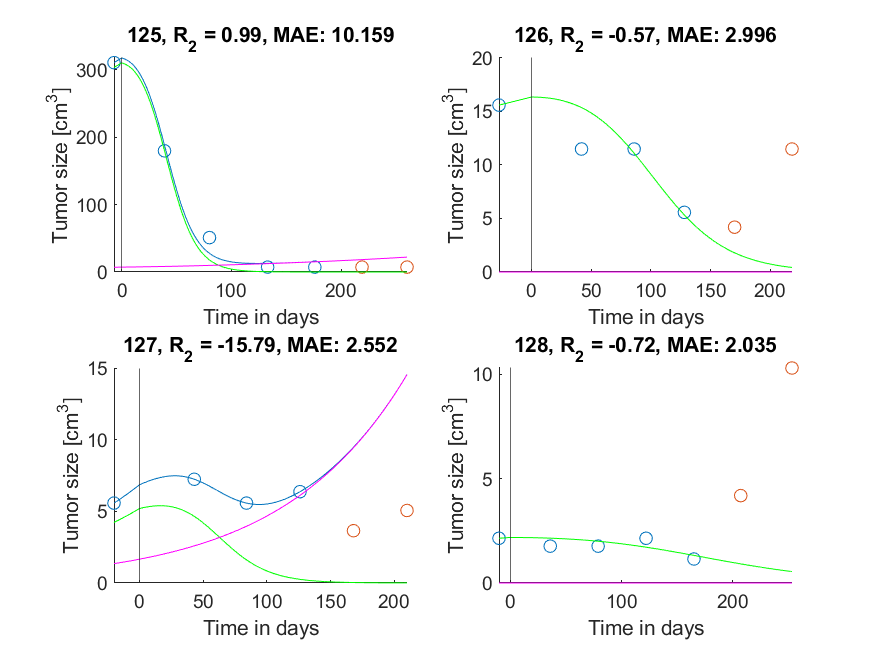 125, R2 = 0.99, MAE: 10.159
Tumor size [cm3]
300
200
100
0
0
100
200
Time in days
126, R2 = -0.57, MAE: 2.996
Tumor size [cm3]
20
15
10
5
0
0
50
100
150
200
Time in days
127, R2 = -15.79, MAE: 2.552
Tumor size [cm3]
15
10
5
0
0
50
100
150
200
Time in days
128, R2 = -0.72, MAE: 2.035
Tumor size [cm3]
10
5
0
0
100
200
Time in days